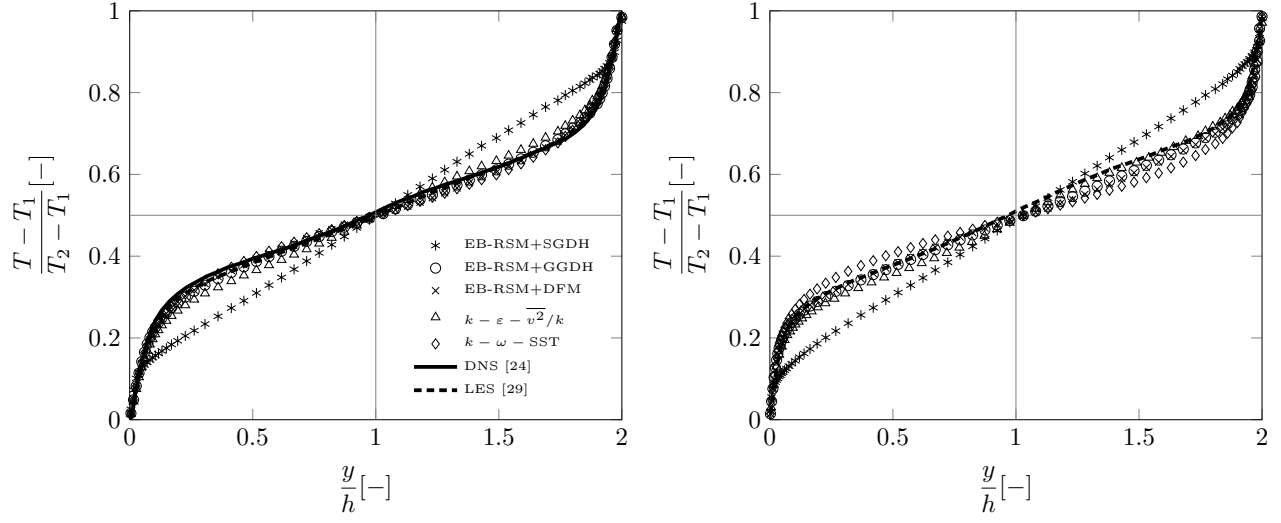 1
0.8
0.6
0.4
0.2
0
T − T₁
T₂ − T₁ [−]
EB-RSM+SGDH
EB-RSM+GGDH
EB-RSM+DFM
k − ε − v²/k
k − ω − SST
DNS [24]
LES [29]
0 0.5 1 1.5 2
y
h [−]
1
0.8
0.6
0.4
0.2
0
T − T₁
T₂ − T₁ [−]
0 0.5 1 1.5 2
y
h [−]